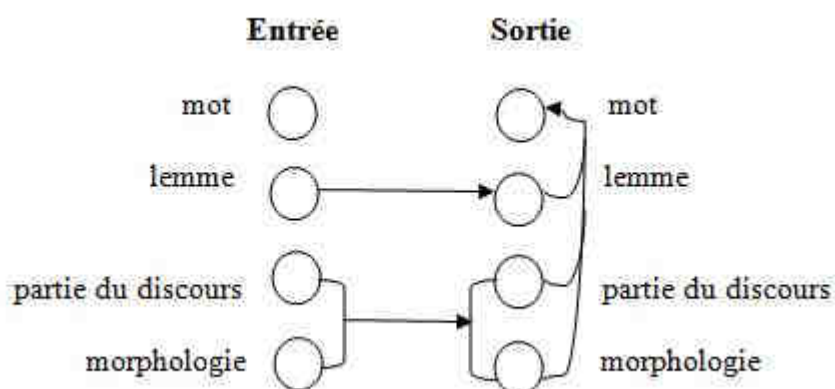 Entrée Sortie
mot mot
lemme lemme
partie du discours partie du discours
morphologie morphologie